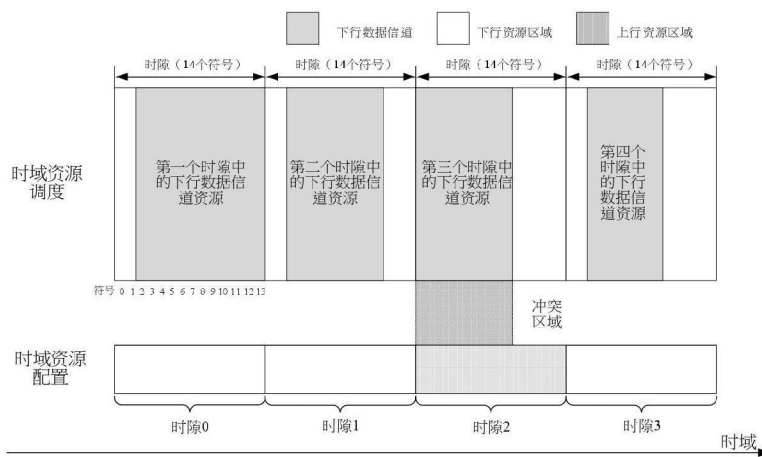 下行数据信道
下行资源区域
上行资源区域
时隙（14个符号）
时隙（14个符号）
时隙（14个符号）
时隙（14个符号）
时域资源
调度
第一个时隙中
的下行数据信
道资源
第二个时隙中
的下行数据信
道资源
第三个时隙中
的下行数据信
道资源
第四个
时隙中
的下行
数据信
道资源
符号 0 1 2 3 4 5 6 7 8 9 10 11 12 13
冲突
区域
时域资源
配置
时隙0
时隙1
时隙2
时隙3
时域